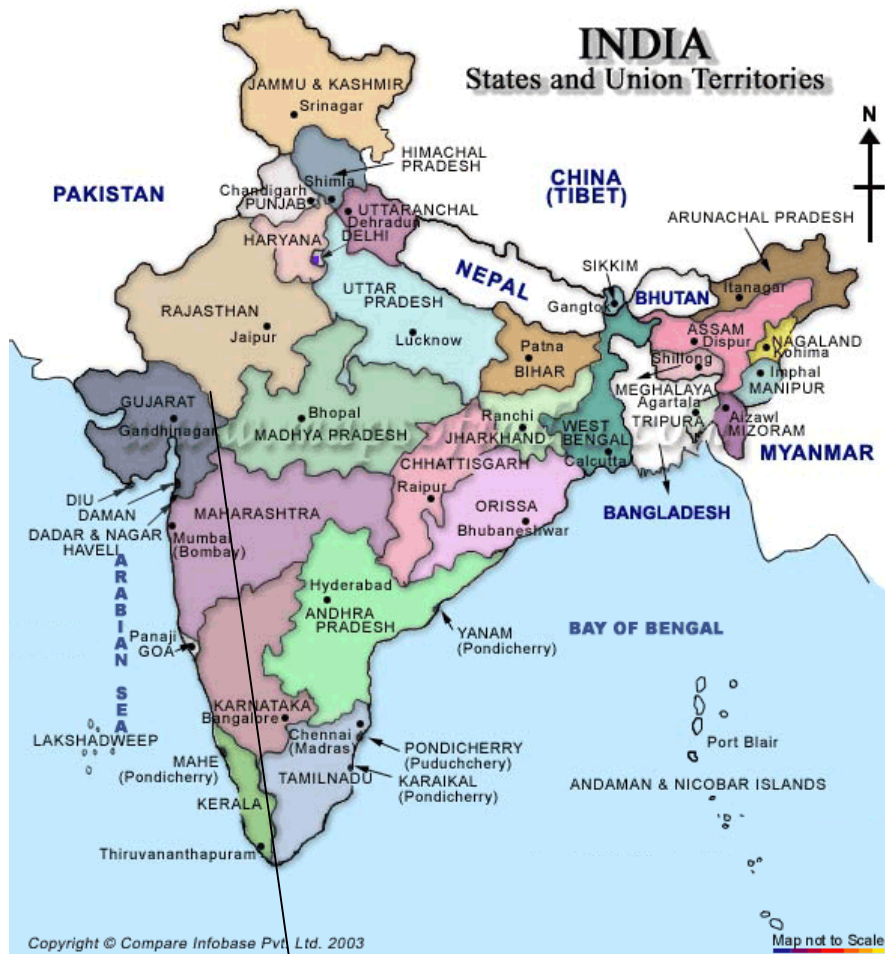 INDIA
States and Union Territories
N
JAMMU & KASHMIR
Srinagar
HIMACHAL
PRADESH
PAKISTAN
Chandigarh
Shimla
PUNJAB
CHINA
(TIBET)
UTTARANCHAL
Dehradun
ARUNACHAL PRADESH
HARYANA
DELHI
NEPAL
SIKKIM
UTTAR
PRADESH
Gangtok
BHUTAN
Itanagar
RAJASTHAN
Jaipur
Lucknow
Patna
BIHAR
ASSAM
Dispur
NAGALAND
Kohima
Shillong
Imphal
MEGHALAYA
MANIPUR
GUJARAT
Gandhinagar
Bhopal
MADHYA PRADESH
Ranchi
JHARKHAND
WEST
BENGAL
Calcutta
Agartala
TRIPURA
Aizawl
MIZORAM
MYANMAR
CHHATTISGARH
Raipur
DIU
DAMAN
DADAR & NAGAR
HAVELI
MAHARASHTRA
Mumbai
(Bombay)
ORISSA
Bhubaneshwar
BANGLADESH
ARABIAN SEA
Hyderabad
ANDHRA
PRADESH
YANAM
(Pondicherry)
BAY OF BENGAL
Panaji
GOA
KARNATAKA
Bangalore
Chennai
(Madras)
LAKSHADWEEP
MAHE
(Pondicherry)
PONDICHERRY
(Puduchchery)
TAMILNADU
KARAIKAL
(Pondicherry)
Port Blair
ANDAMAN & NICOBAR ISLANDS
KERALA
Thiruvananthapuram
Copyright © Compare Infobase Pvt. Ltd. 2003
Map not to Scale